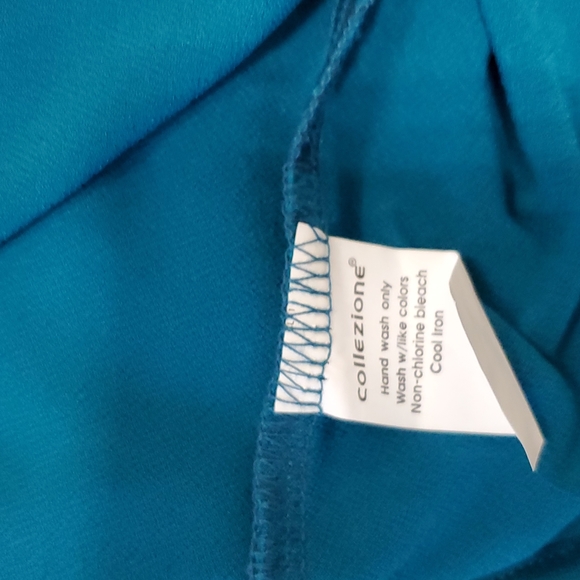 collezione®
Hand wash only
Wash w/like colors
Non-chlorine bleach
Cool Iron